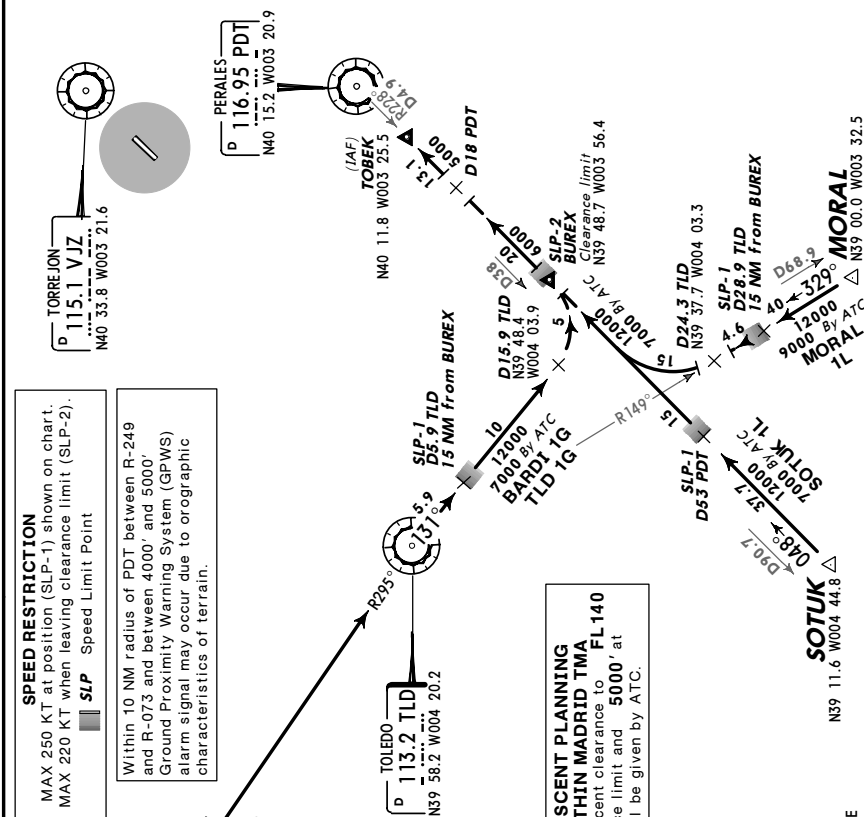 TORREJON
D 115.1 VJZ
N40 33.8 W003 21.6
PERALES
D 116.95 PDT
N40 15.2 W003 20.9
SPEED RESTRICTION
MAX 250 KT at position (SLP-1) shown on chart.
MAX 220 KT when leaving clearance limit (SLP-2).
SLP Speed Limit Point
Within 10 NM radius of PDT between R-249
and R-073 and between 4000' and 5000'
Ground Proximity Warning System (GPWS)
alarm signal may occur due to orographic
characteristics of terrain.
R228°
D4.9
(IAF)
TOBEK
N40 11.8 W003 25.5
13.1
5000
D18 PDT
20
6000
D38
SLP-2
BUREX
Clearance limit
N39 48.7 W003 56.4
D15.9 TLD
N39 48.4
W004 03.9
5
SLP-1
D5.9 TLD
15 NM from BUREX
5.9
131°
R295°
10
12000
7000 By ATC
BARDI 1G
TLD 1G
TOLEDO
D 113.2 TLD
N39 58.2 W004 20.2
12000
7000 By ATC
15
15
R149°
D24.3 TLD
N39 37.7 W004 03.3
SLP-1
D28.9 TLD
15 NM from BUREX
4.6
40
329°
D68.9
12000
9000 By ATC
MORAL
1L
MORAL
N39 00.0 W003 32.5
SLP-1
D53 PDT
37.7
12000
7000 By ATC
SOTUK 1L
048°
D90.7
SOTUK
N39 11.6 W004 44.8
SCENT PLANNING
THIN MADRID TMA
cent clearance to FL140
ce limit and 5000' at
l be given by ATC.
E